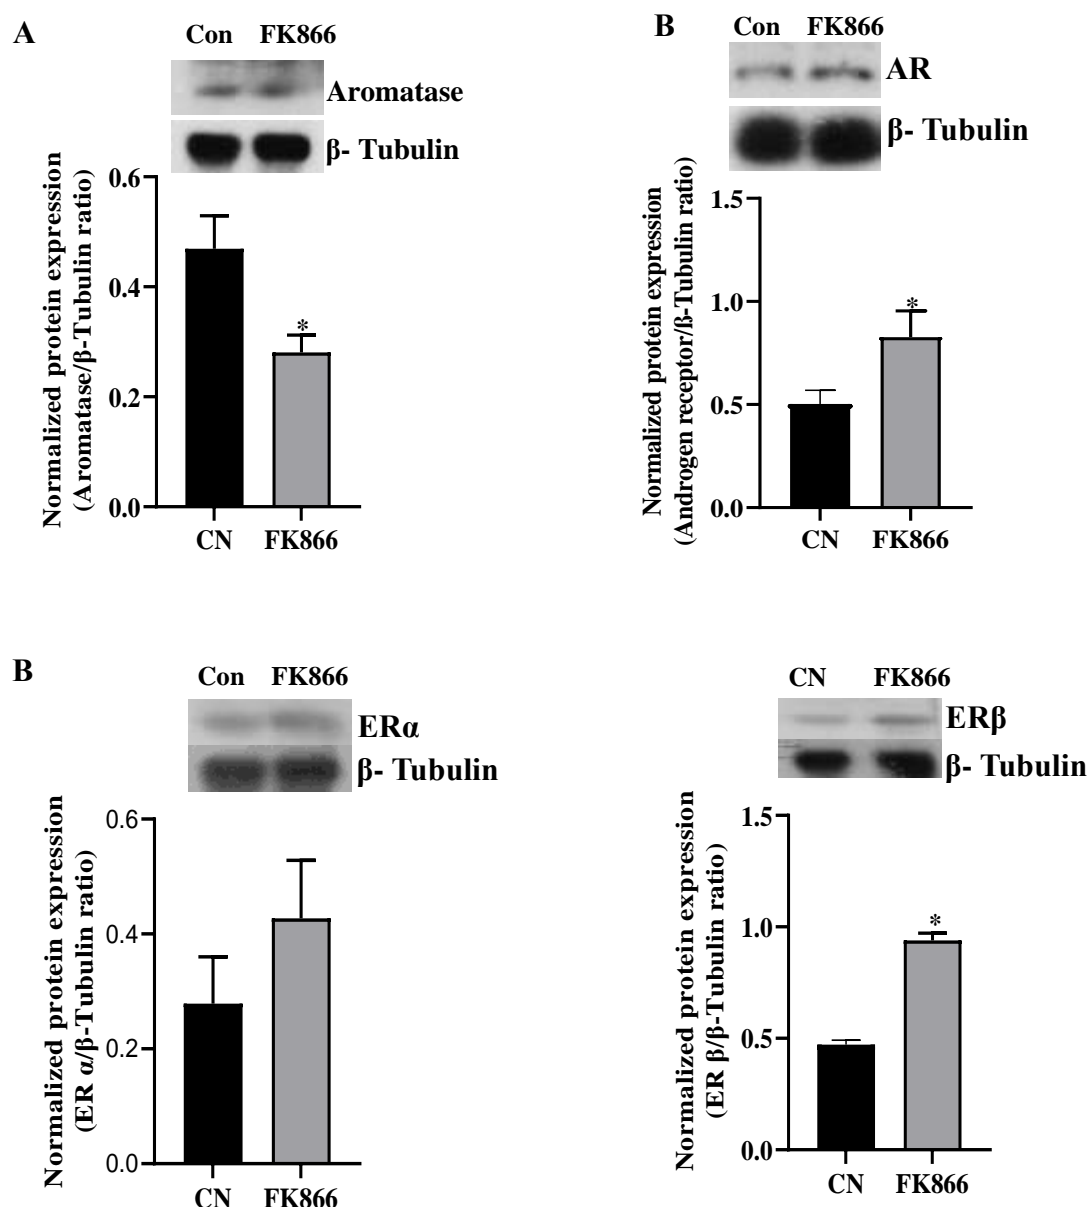 A
Con FK866
Aromatase
β- Tubulin
Normalized protein expression
(Aromatase/β-Tubulin ratio)
0.6
0.4
0.2
0.0
*
CN FK866
B
Con FK866
AR
β- Tubulin
Normalized protein expression
(Androgen receptor/ß-Tubulin ratio)
1.5
1.0
0.5
0.0
*
CN FK866
B
Con FK866
ERα
β- Tubulin
Normalized protein expression
(ER α/β-Tubulin ratio)
0.6
0.4
0.2
0.0
CN FK866
CN FK866
ERβ
β- Tubulin
Normalized protein expression
(ER β/β-Tubulin ratio)
1.5
1.0
0.5
0.0
*
CN FK866